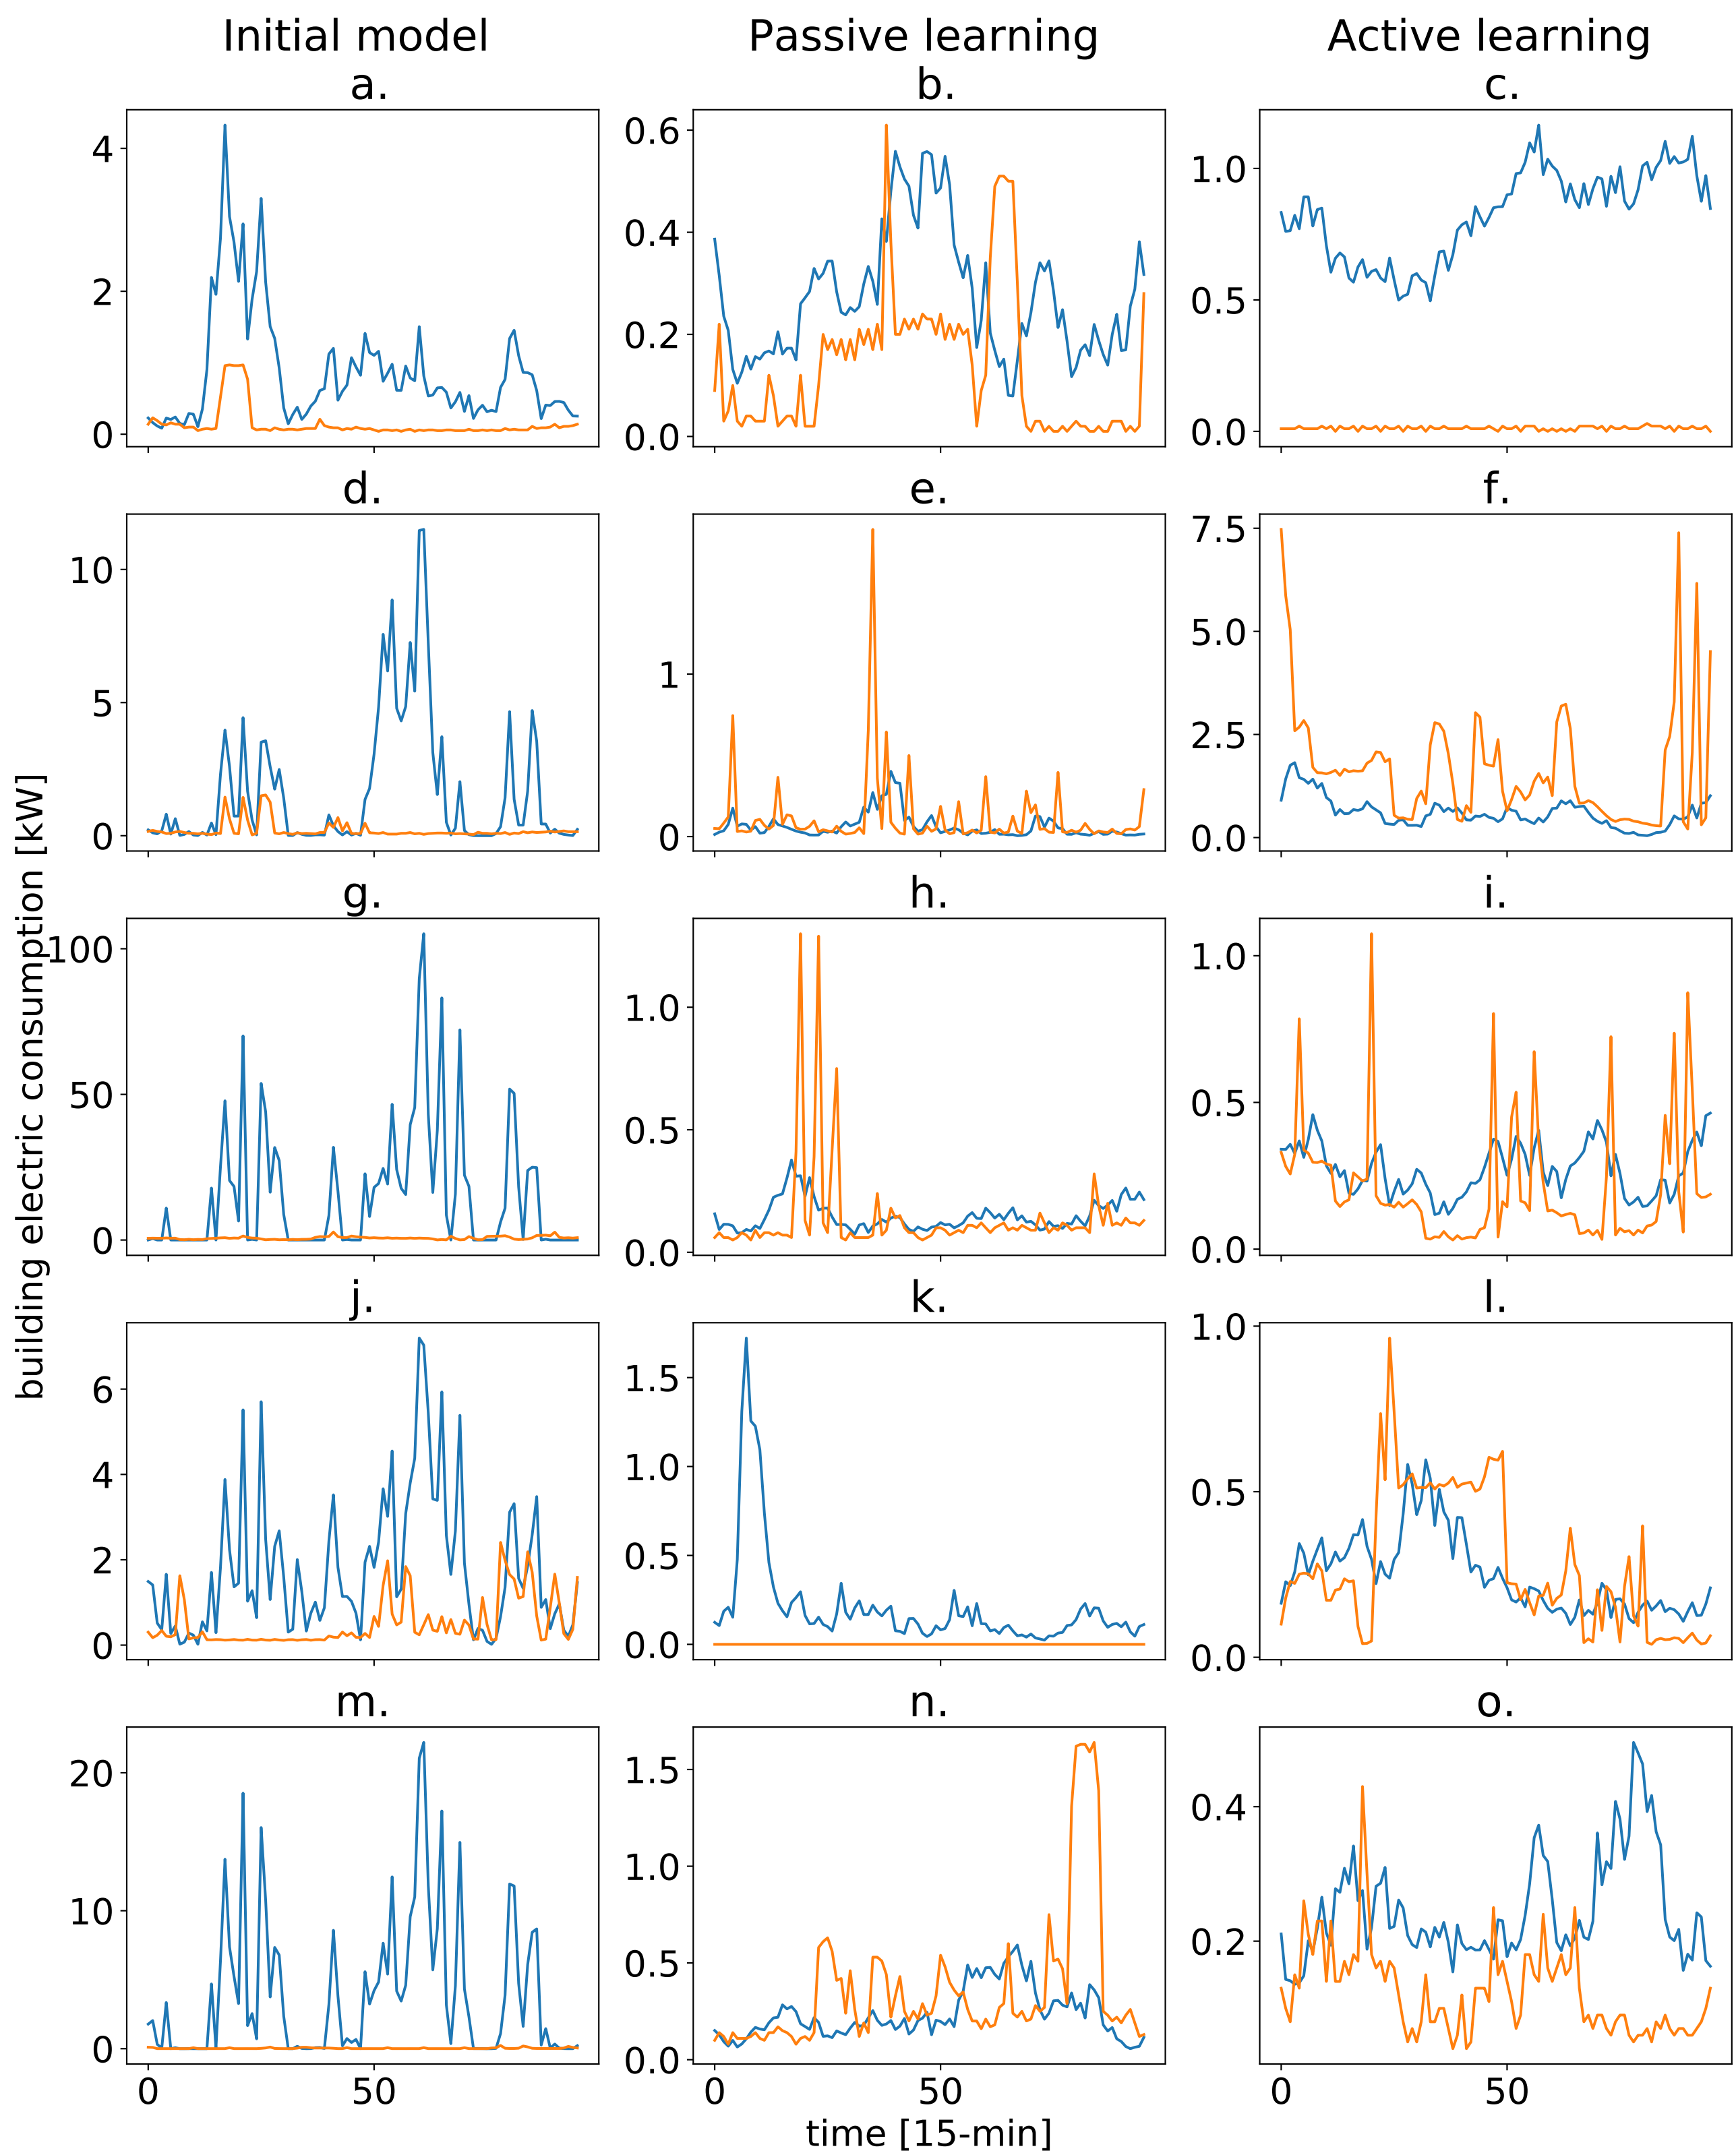 Initial model
Passive learning
Active learning
a.
b.
c.
4
2
0
0.6
0.4
0.2
0.0
1.0
0.5
0.0
d.
e.
f.
10
5
0
1
0
7.5
5.0
2.5
0.0
g.
h.
i.
100
50
0
1.0
0.5
0.0
1.0
0.5
0.0
building electric consumption [kW]
j.
k.
l.
6
4
2
0
1.5
1.0
0.5
0.0
1.0
0.5
0.0
m.
n.
o.
20
10
0
1.5
1.0
0.5
0.0
0.4
0.2
0 50
0 50
0 50
time [15-min]